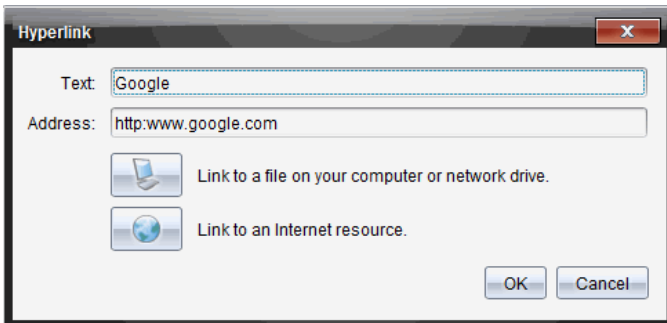 Hyperlink
Text: Google
Address: http:www.google.com
Link to a file on your computer or network drive.
Link to an Internet resource.
OK Cancel